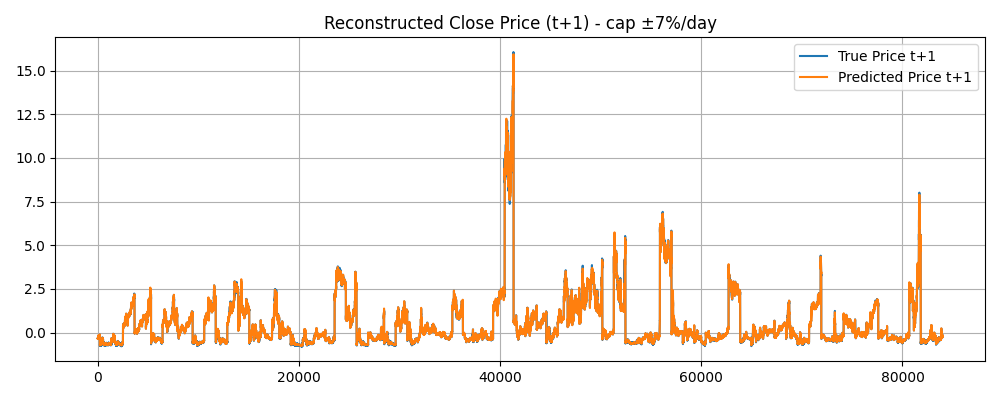 Reconstructed Close Price (t+1) - cap ±7%/day
True Price t+1
Predicted Price t+1
15.0
12.5
10.0
7.5
5.0
2.5
0.0
0 20000 40000 60000 80000